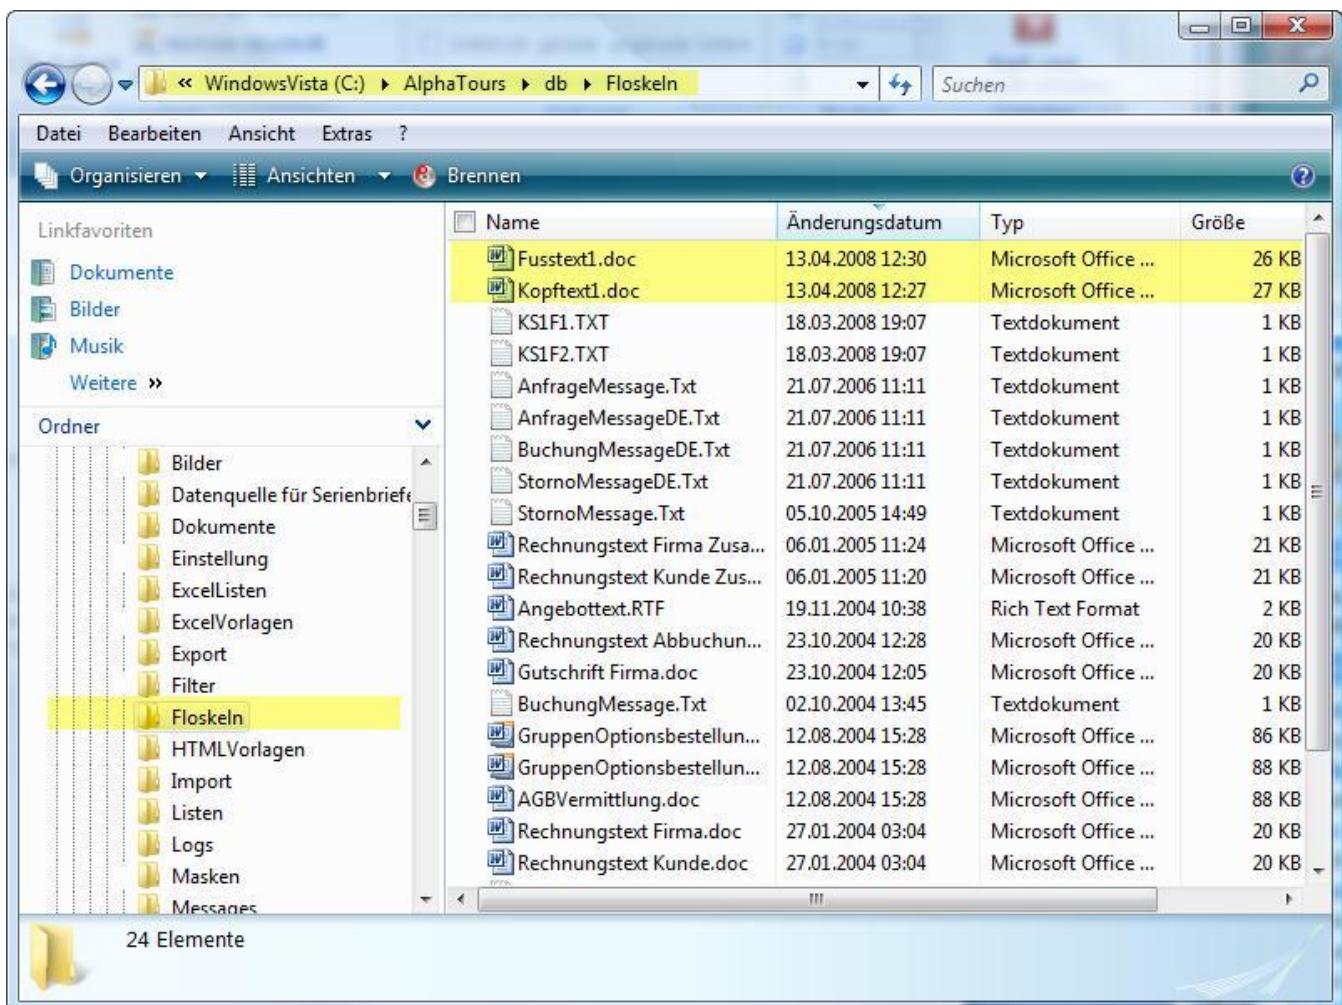 « WindowsVista (C:) ▸ AlphaTours ▸ db ▸ Floskeln Suchen
Datei Bearbeiten Ansicht Extras ?
Organisieren Ansichten Brennen
Linkfavoriten
Dokumente
Bilder
Musik
Weitere »
Ordner
Bilder
Datenquelle für Serienbriefe
Dokumente
Einstellung
ExcelListen
ExcelVorlagen
Export
Filter
Floskeln
HTMLVorlagen
Import
Listen
Logs
Masken
Messages
Name Änderungsdatum Typ Größe
Fusstext1.doc 13.04.2008 12:30 Microsoft Office ... 26 KB
Kopftext1.doc 13.04.2008 12:27 Microsoft Office ... 27 KB
KS1F1.TXT 18.03.2008 19:07 Textdokument 1 KB
KS1F2.TXT 18.03.2008 19:07 Textdokument 1 KB
AnfrageMessage.Txt 21.07.2006 11:11 Textdokument 1 KB
AnfrageMessageDE.Txt 21.07.2006 11:11 Textdokument 1 KB
BuchungMessageDE.Txt 21.07.2006 11:11 Textdokument 1 KB
StornoMessageDE.Txt 21.07.2006 11:11 Textdokument 1 KB
StornoMessage.Txt 05.10.2005 14:49 Textdokument 1 KB
Rechnungstext Firma Zusa... 06.01.2005 11:24 Microsoft Office ... 21 KB
Rechnungstext Kunde Zus... 06.01.2005 11:20 Microsoft Office ... 21 KB
Angebottext.RTF 19.11.2004 10:38 Rich Text Format 2 KB
Rechnungstext Abbuchun... 23.10.2004 12:28 Microsoft Office ... 20 KB
Gutschrift Firma.doc 23.10.2004 12:05 Microsoft Office ... 20 KB
BuchungMessage.Txt 02.10.2004 13:45 Textdokument 1 KB
GruppenOptionsbestellun... 12.08.2004 15:28 Microsoft Office ... 86 KB
GruppenOptionsbestellun... 12.08.2004 15:28 Microsoft Office ... 88 KB
AGBVermittlung.doc 12.08.2004 15:28 Microsoft Office ... 88 KB
Rechnungstext Firma.doc 27.01.2004 03:04 Microsoft Office ... 20 KB
Rechnungstext Kunde.doc 27.01.2004 03:04 Microsoft Office ... 20 KB
24 Elemente